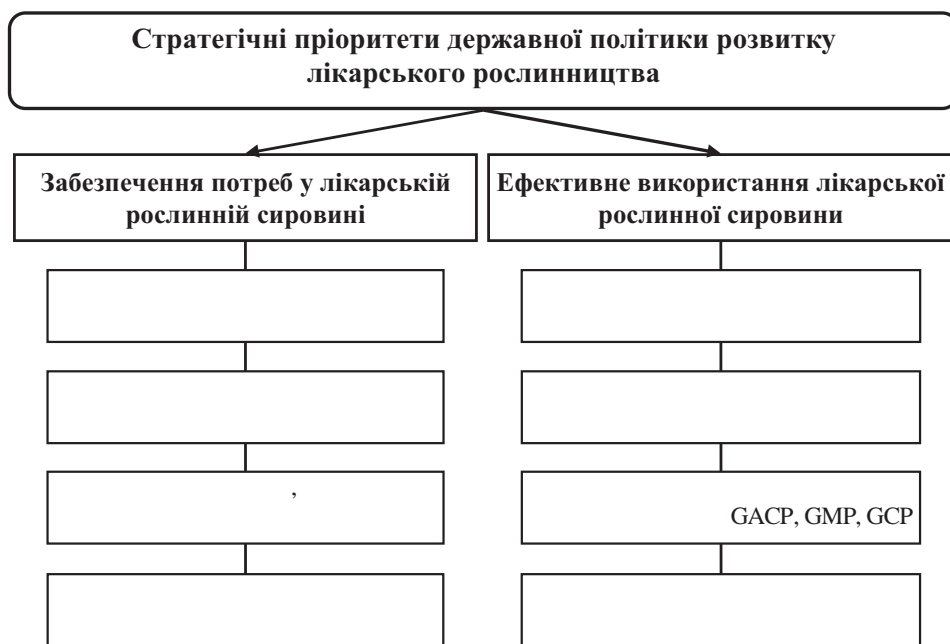 Стратегічні пріоритети державної політики розвитку
лікарського рослинництва
Забезпечення потреб у лікарській
рослинній сировині
Ефективне використання лікарської
рослинної сировини
,
GACP, GMP, GCP